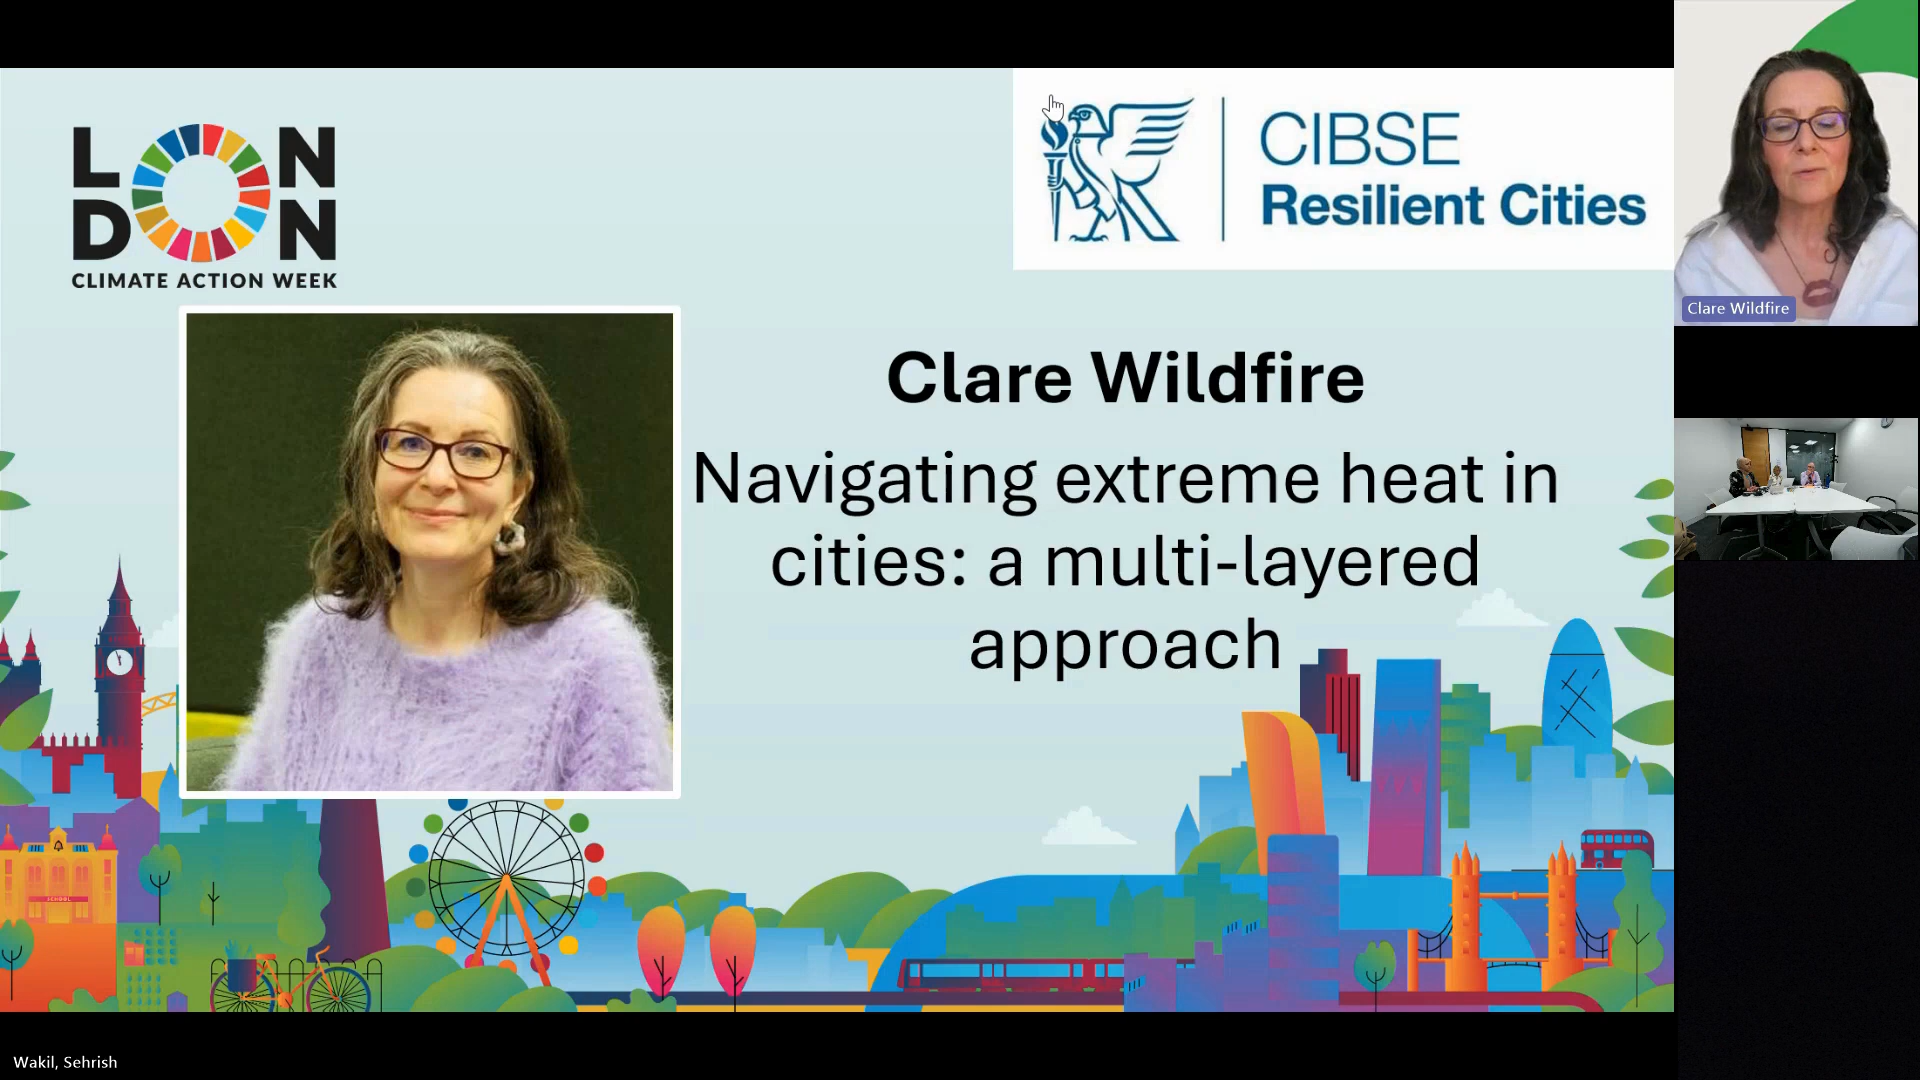 LONDON
CLIMATE ACTION WEEK
CIBSE
Resilient Cities
Clare Wildfire
Navigating extreme heat in
cities: a multi-layered
approach
Clare Wildfire
SCHOOL
Wakil, Sehrish